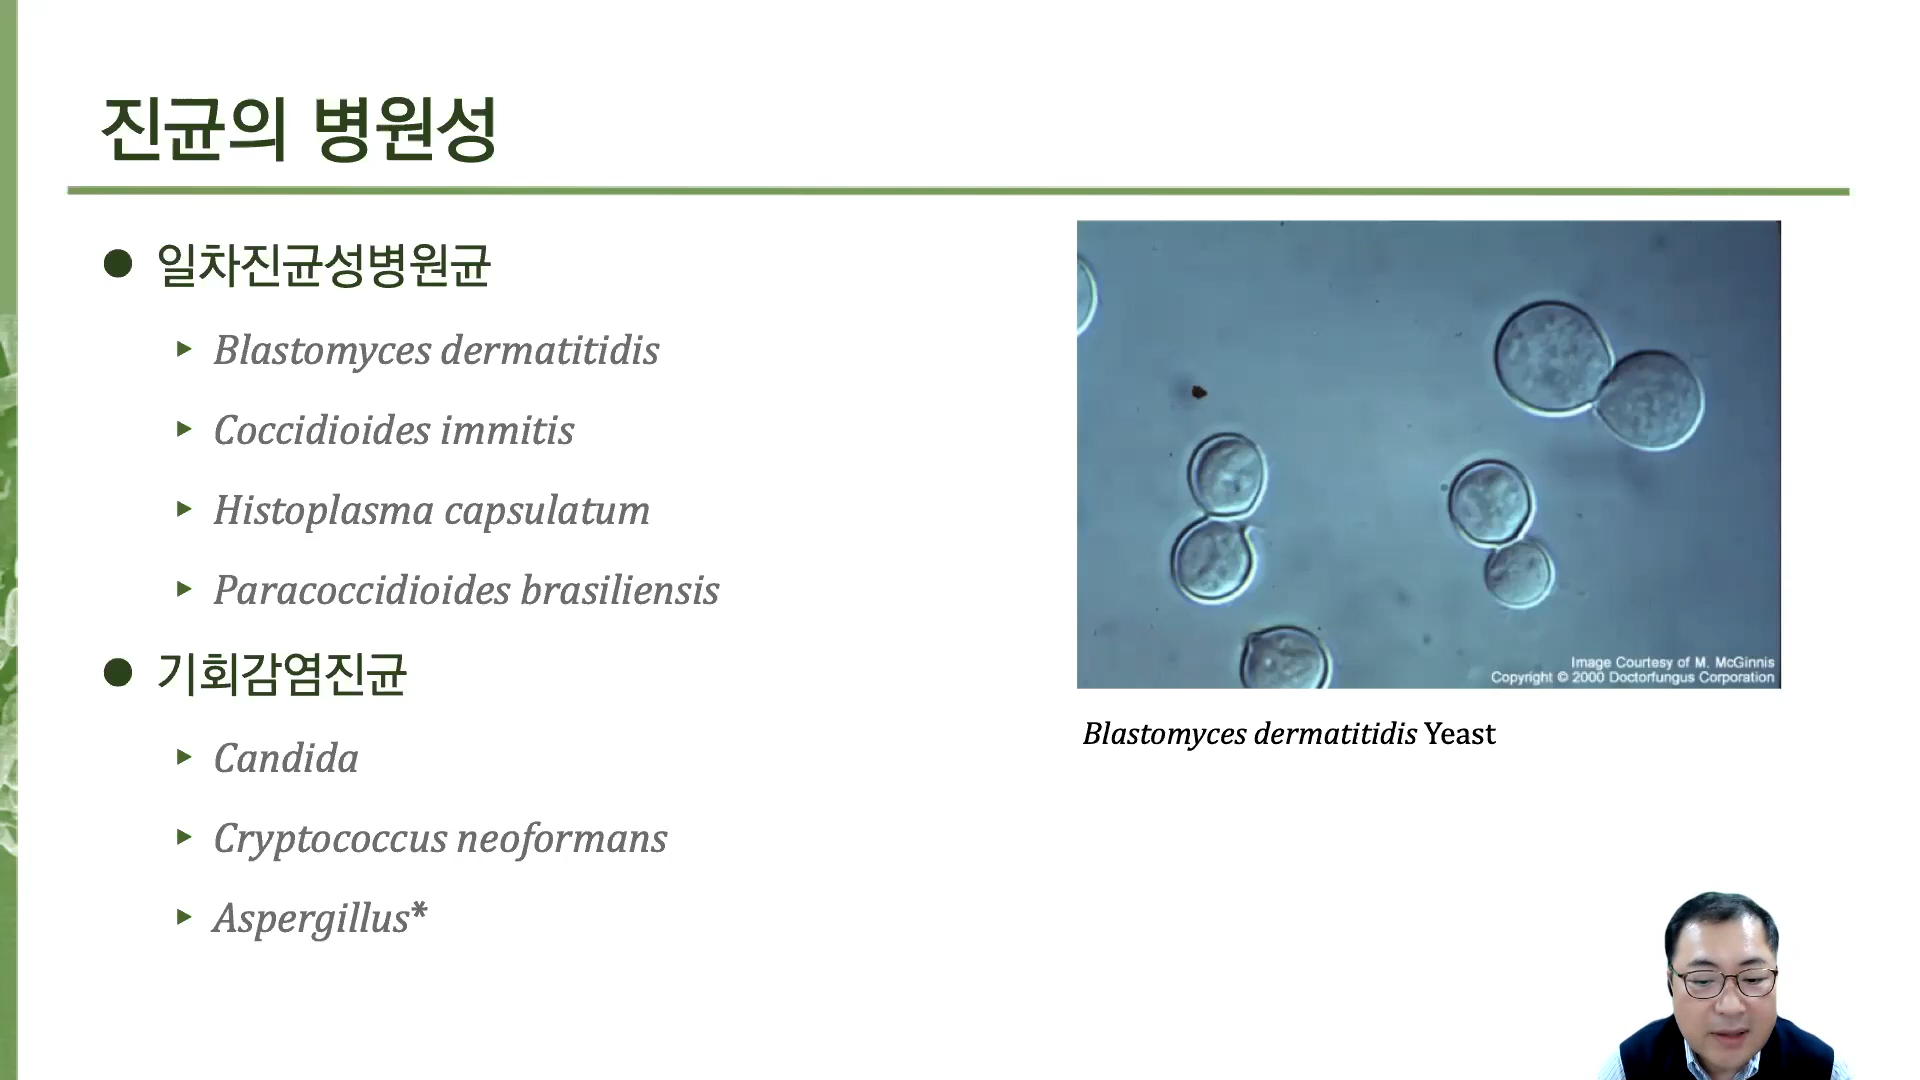 진균의 병원성
● 일차진균성병원균
▸ Blastomyces dermatitidis
▸ Coccidioides immitis
▸ Histoplasma capsulatum
▸ Paracoccidioides brasiliensis
● 기회감염진균
▸ Candida
▸ Cryptococcus neoformans
▸ Aspergillus*
Image Courtesy of M. McGinnis
Copyright © 2000 Doctorfungus Corporation
Blastomyces dermatitidis Yeast